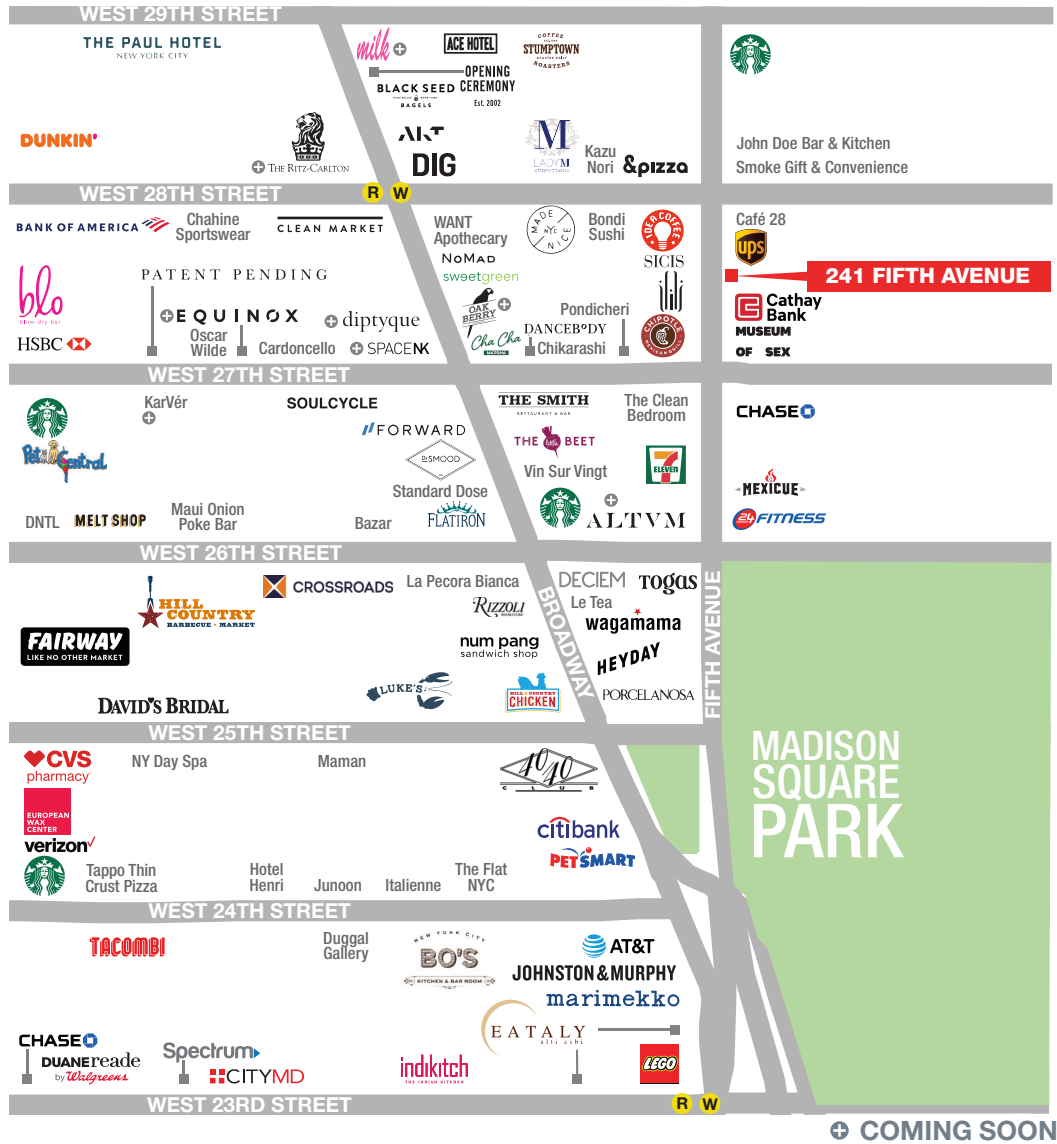 WEST 29TH STREET
THE PAUL HOTEL
NEW YORK CITY
milk
ACE HOTEL
COFFEE
STUMPTOWN
ROASTERS
OPENING
CEREMONY
Est. 2002
BLACK SEED
BAGELS
DUNKIN'
THE RITZ-CARLTON
ART
DIG
M
LADY M
CONFECTIONS
Kazu
Nori
&pizza
John Doe Bar & Kitchen
Smoke Gift & Convenience
WEST 28TH STREET
R W
BANK OF AMERICA
Chahine
Sportswear
CLEAN MARKET
WANT
Apothecary
MADE
NYC
NICE
Bondi
Sushi
IDEA COFFEE
Café 28
ups
NOMAD
sweetgreen
SICIS
241 FIFTH AVENUE
blo
blow dry bar
PATENT PENDING
EQUINOX
diptyque
OAK
BERRY
Pondicheri
Cathay
Bank
MUSEUM
OF SEX
HSBC
Oscar
Wilde
Cardoncello
SPACE NK
Cha Cha
MATCHA
DANCEBODY
Chikarashi
CHIPOTLE
MEXICAN GRILL
WEST 27TH STREET
KarVér
SOULCYCLE
THE SMITH
RESTAURANT & BAR
The Clean
Bedroom
CHASE
Pet Central
FORWARD
DR SMOOD
THE little BEET
Vin Sur Vingt
7
ELEVEN
MEXICUE
DNTL
MELT SHOP
Maui Onion
Poke Bar
Bazar
Standard Dose
FLATIRON
ALTVM
24 FITNESS
WEST 26TH STREET
CROSSROADS
La Pecora Bianca
DECIEM
TOGAS
HILL
COUNTRY
BARBECUE + MARKET
RIZZOLI
BOOKSTORE
Le Tea
wagamama
BROADWAY
FIFTH AVENUE
FAIRWAY
LIKE NO OTHER MARKET
num pang
sandwich shop
HEYDAY
DAVID'S BRIDAL
LUKE'S
HILL COUNTRY
CHICKEN
PORCELANOSA
WEST 25TH STREET
CVS
pharmacy
NY Day Spa
Maman
40/40
CLUB
MADISON
SQUARE
PARK
EUROPEAN
WAX
CENTER
verizon
citibank
PETSMART
Tappo Thin
Crust Pizza
Hotel
Henri
Junoon
Italienne
The Flat
NYC
WEST 24TH STREET
TACOMBI
Duggal
Gallery
NEW YORK CITY
BO'S
KITCHEN & BAR ROOM
AT&T
JOHNSTON & MURPHY
marimekko
EATALY
alti cibi
CHASE
DUANEreade
by Walgreens
Spectrum
CITYMD
indikitch
THE INDIAN KITCHEN
LEGO
WEST 23RD STREET
R W
COMING SOON